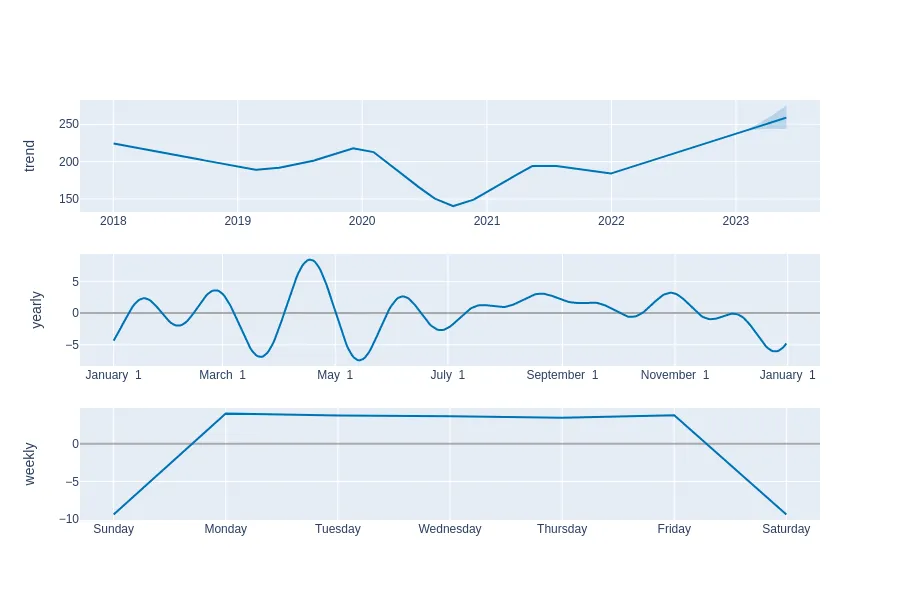 trend
250
200
150
2018 2019 2020 2021 2022 2023
yearly
5
0
−5
January 1 March 1 May 1 July 1 September 1 November 1 January 1
weekly
0
−5
−10
Sunday Monday Tuesday Wednesday Thursday Friday Saturday